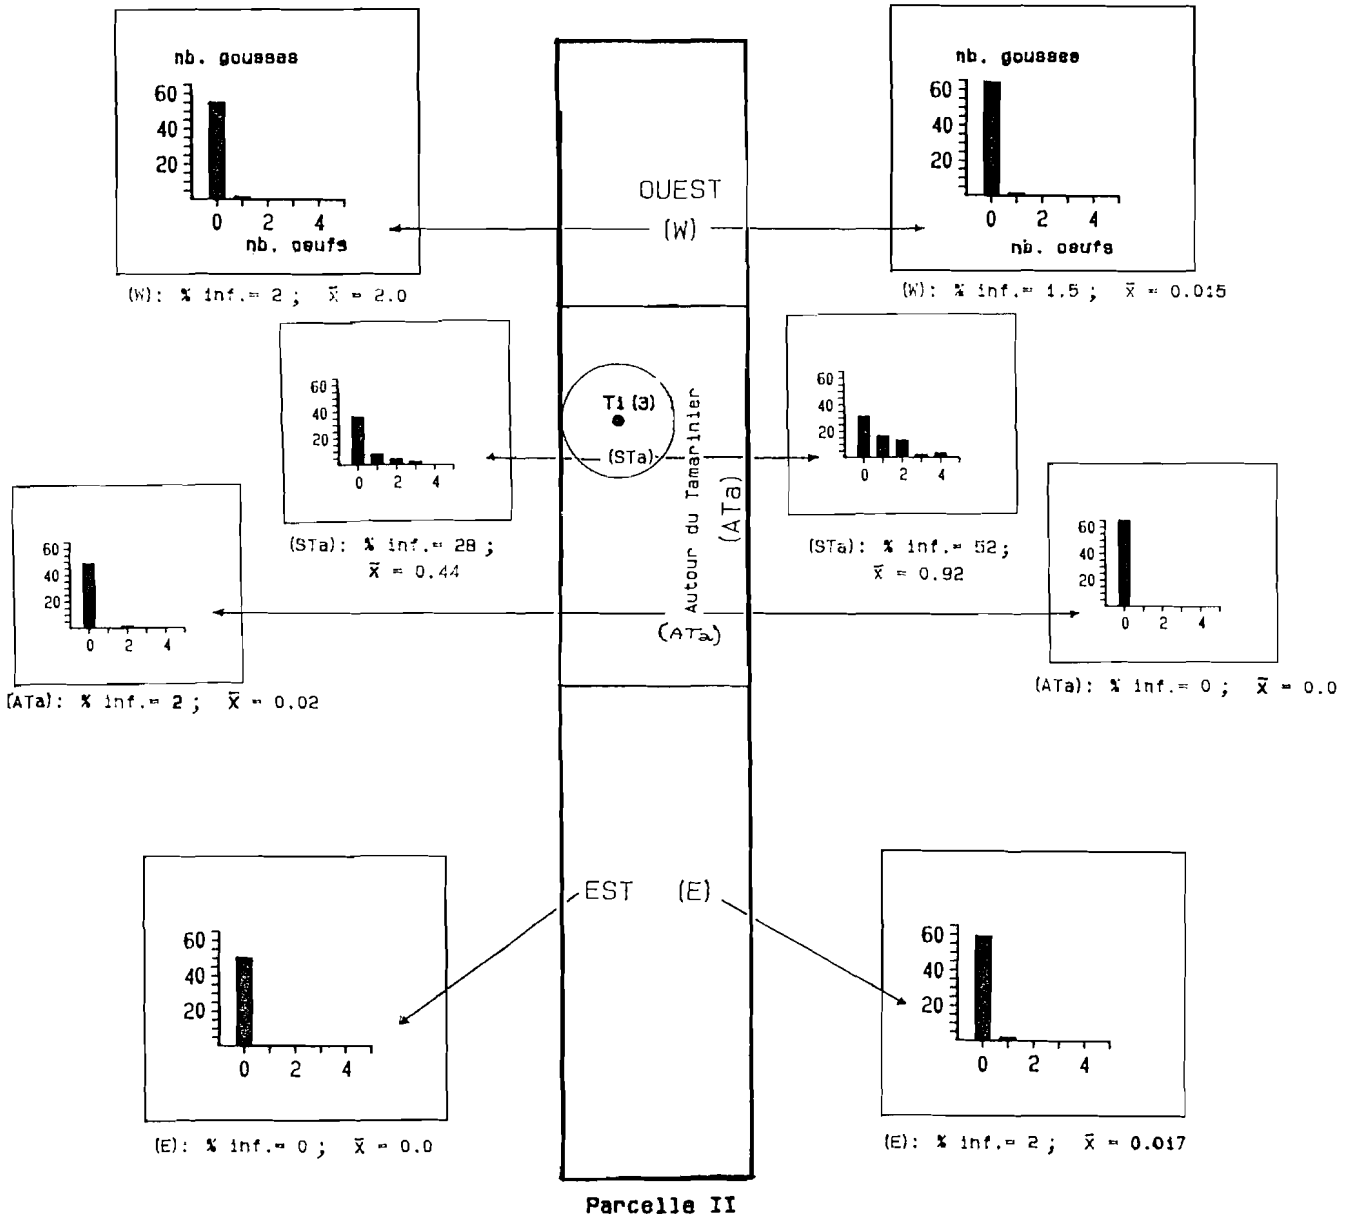 nb. gousses
60
40
20
0 2 4
nb. oeufs
(W): % inf.= 2 ; x̄ = 2.0
nb. gousses
60
40
20
0 2 4
nb. oeufs
(W): % inf.= 1.5 ; x̄ = 0.015
OUEST
(W)
60
40
20
0 2 4
(STa): % inf.= 28 ;
x̄ = 0.44
Ti (3)
(STa)
Autour du Tamarinier
(ATa)
60
40
20
0 2 4
(STa): % inf.= 52;
x̄ = 0.92
60
40
20
0 2 4
(ATa): % inf.= 2 ; x̄ = 0.02
(ATa)
60
40
20
0 2 4
(ATa): % inf.= 0 ; x̄ = 0.0
EST (E)
60
40
20
0 2 4
(E): % inf.= 0 ; x̄ = 0.0
60
40
20
0 2 4
(E): % inf.= 2 ; x̄ = 0.017
Parcelle II